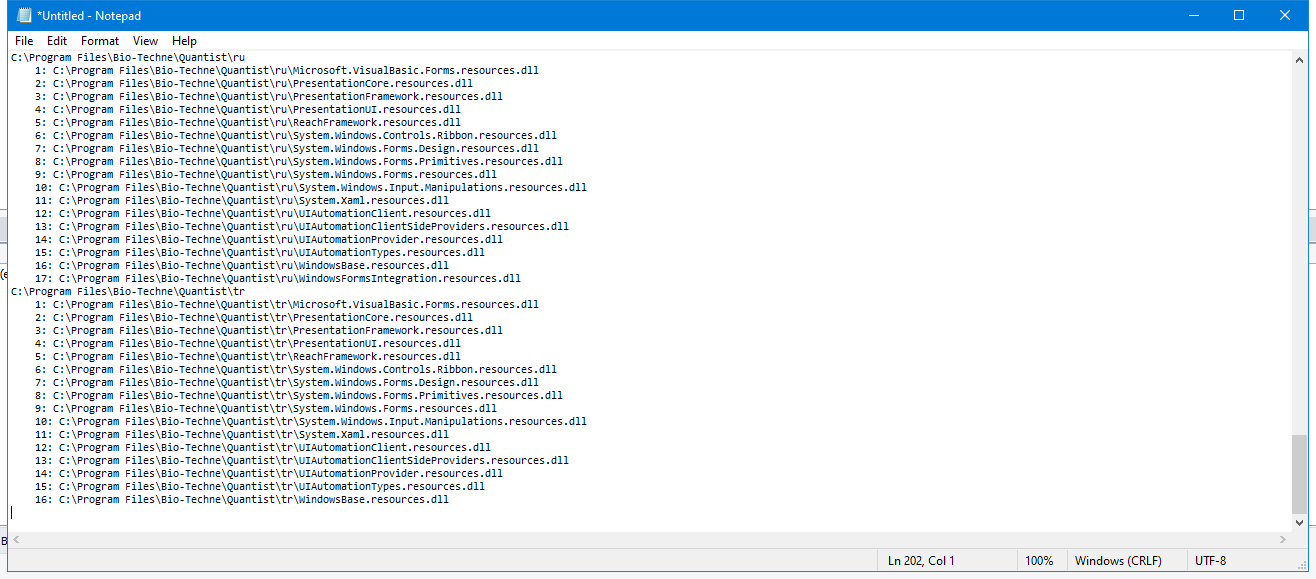 *Untitled - Notepad
File Edit Format View Help
C:\Program Files\Bio-Techne\Quantist\ru
1: C:\Program Files\Bio-Techne\Quantist\ru\Microsoft.VisualBasic.Forms.resources.dll
2: C:\Program Files\Bio-Techne\Quantist\ru\PresentationCore.resources.dll
3: C:\Program Files\Bio-Techne\Quantist\ru\PresentationFramework.resources.dll
4: C:\Program Files\Bio-Techne\Quantist\ru\PresentationUI.resources.dll
5: C:\Program Files\Bio-Techne\Quantist\ru\ReachFramework.resources.dll
6: C:\Program Files\Bio-Techne\Quantist\ru\System.Windows.Controls.Ribbon.resources.dll
7: C:\Program Files\Bio-Techne\Quantist\ru\System.Windows.Forms.Design.resources.dll
8: C:\Program Files\Bio-Techne\Quantist\ru\System.Windows.Forms.Primitives.resources.dll
9: C:\Program Files\Bio-Techne\Quantist\ru\System.Windows.Forms.resources.dll
10: C:\Program Files\Bio-Techne\Quantist\ru\System.Windows.Input.Manipulations.resources.dll
11: C:\Program Files\Bio-Techne\Quantist\ru\System.Xaml.resources.dll
12: C:\Program Files\Bio-Techne\Quantist\ru\UIAutomationClient.resources.dll
13: C:\Program Files\Bio-Techne\Quantist\ru\UIAutomationClientSideProviders.resources.dll
14: C:\Program Files\Bio-Techne\Quantist\ru\UIAutomationProvider.resources.dll
15: C:\Program Files\Bio-Techne\Quantist\ru\UIAutomationTypes.resources.dll
16: C:\Program Files\Bio-Techne\Quantist\ru\WindowsBase.resources.dll
17: C:\Program Files\Bio-Techne\Quantist\ru\WindowsFormsIntegration.resources.dll
C:\Program Files\Bio-Techne\Quantist\tr
1: C:\Program Files\Bio-Techne\Quantist\tr\Microsoft.VisualBasic.Forms.resources.dll
2: C:\Program Files\Bio-Techne\Quantist\tr\PresentationCore.resources.dll
3: C:\Program Files\Bio-Techne\Quantist\tr\PresentationFramework.resources.dll
4: C:\Program Files\Bio-Techne\Quantist\tr\PresentationUI.resources.dll
5: C:\Program Files\Bio-Techne\Quantist\tr\ReachFramework.resources.dll
6: C:\Program Files\Bio-Techne\Quantist\tr\System.Windows.Controls.Ribbon.resources.dll
7: C:\Program Files\Bio-Techne\Quantist\tr\System.Windows.Forms.Design.resources.dll
8: C:\Program Files\Bio-Techne\Quantist\tr\System.Windows.Forms.Primitives.resources.dll
9: C:\Program Files\Bio-Techne\Quantist\tr\System.Windows.Forms.resources.dll
10: C:\Program Files\Bio-Techne\Quantist\tr\System.Windows.Input.Manipulations.resources.dll
11: C:\Program Files\Bio-Techne\Quantist\tr\System.Xaml.resources.dll
12: C:\Program Files\Bio-Techne\Quantist\tr\UIAutomationClient.resources.dll
13: C:\Program Files\Bio-Techne\Quantist\tr\UIAutomationClientSideProviders.resources.dll
14: C:\Program Files\Bio-Techne\Quantist\tr\UIAutomationProvider.resources.dll
15: C:\Program Files\Bio-Techne\Quantist\tr\UIAutomationTypes.resources.dll
16: C:\Program Files\Bio-Techne\Quantist\tr\WindowsBase.resources.dll
Ln 202, Col 1 100% Windows (CRLF) UTF-8